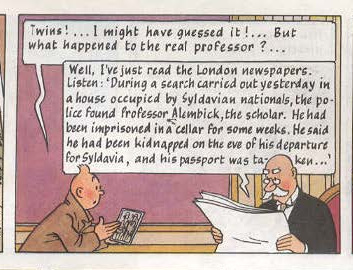 Twins!... I might have guessed it!... But
what happened to the real professor?...
Well, I've just read the London newspapers.
Listen: 'During a search carried out yesterday in
a house occupied by Syldavian nationals, the po-
lice found Professor Alembick, the scholar. He had
been imprisoned in a cellar for some weeks. He said
he had been kidnapped on the eve of his departure
for Syldavia, and his passport was ta- ken...'